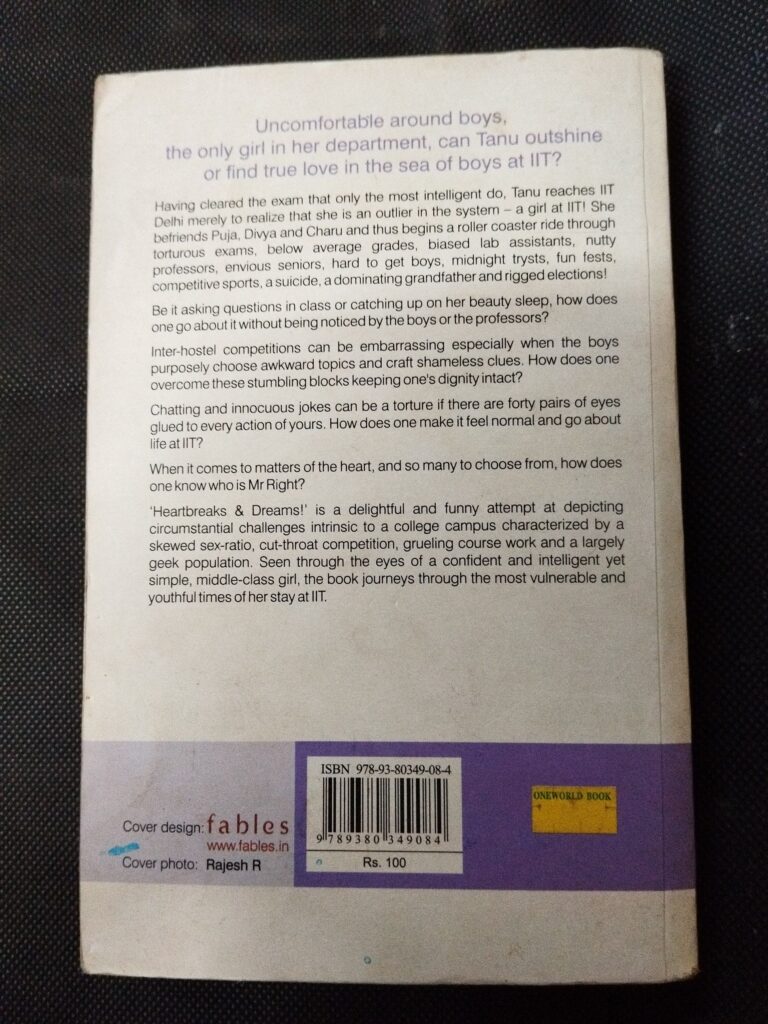 Uncomfortable around boys,
the only girl in her department, can Tanu outshine
or find true love in the sea of boys at IIT?
Having cleared the exam that only the most intelligent do, Tanu reaches IIT
Delhi merely to realize that she is an outlier in the system – a girl at IIT! She
befriends Puja, Divya and Charu and thus begins a roller coaster ride through
torturous exams, below average grades, biased lab assistants, nutty
professors, envious seniors, hard to get boys, midnight trysts, fun fests,
competitive sports, a suicide, a dominating grandfather and rigged elections!
Be it asking questions in class or catching up on her beauty sleep, how does
one go about it without being noticed by the boys or the professors?
Inter-hostel competitions can be embarrassing especially when the boys
purposely choose awkward topics and craft shameless clues. How does one
overcome these stumbling blocks keeping one's dignity intact?
Chatting and innocuous jokes can be a torture if there are forty pairs of eyes
glued to every action of yours. How does one make it feel normal and go about
life at IIT?
When it comes to matters of the heart, and so many to choose from, how does
one know who is Mr Right?
'Heartbreaks & Dreams!' is a delightful and funny attempt at depicting
circumstantial challenges intrinsic to a college campus characterized by a
skewed sex-ratio, cut-throat competition, grueling course work and a largely
geek population. Seen through the eyes of a confident and intelligent yet
simple, middle-class girl, the book journeys through the most vulnerable and
youthful times of her stay at IIT.
Cover design: fables
www.fables.in
Cover photo: Rajesh R
ISBN 978-93-80349-08-4
9 789380 349084
Rs. 100
ONEWORLD BOOK